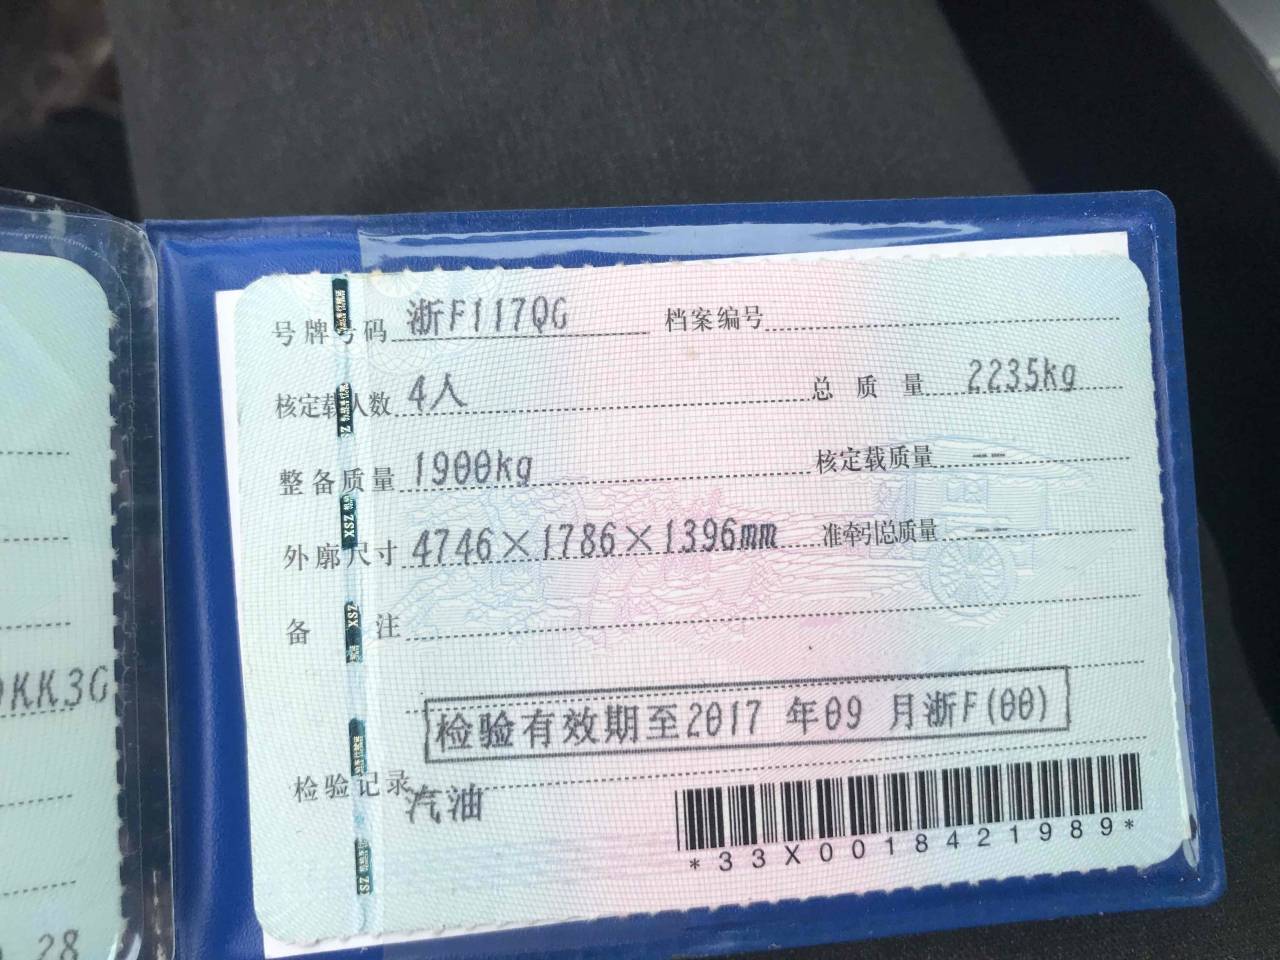 号牌号码 浙F117QG 档案编号
核定载人数 4人 总质量 2235kg
整备质量 1900kg 核定载质量 --
外廓尺寸 4746×1786×1396mm 准牵引总质量 --
备注
检验有效期至2017年09月浙F(00)
检验记录
汽油
*33X0018421989*
KK3G
28
XSZ
XSZ
XSZ
XSZ